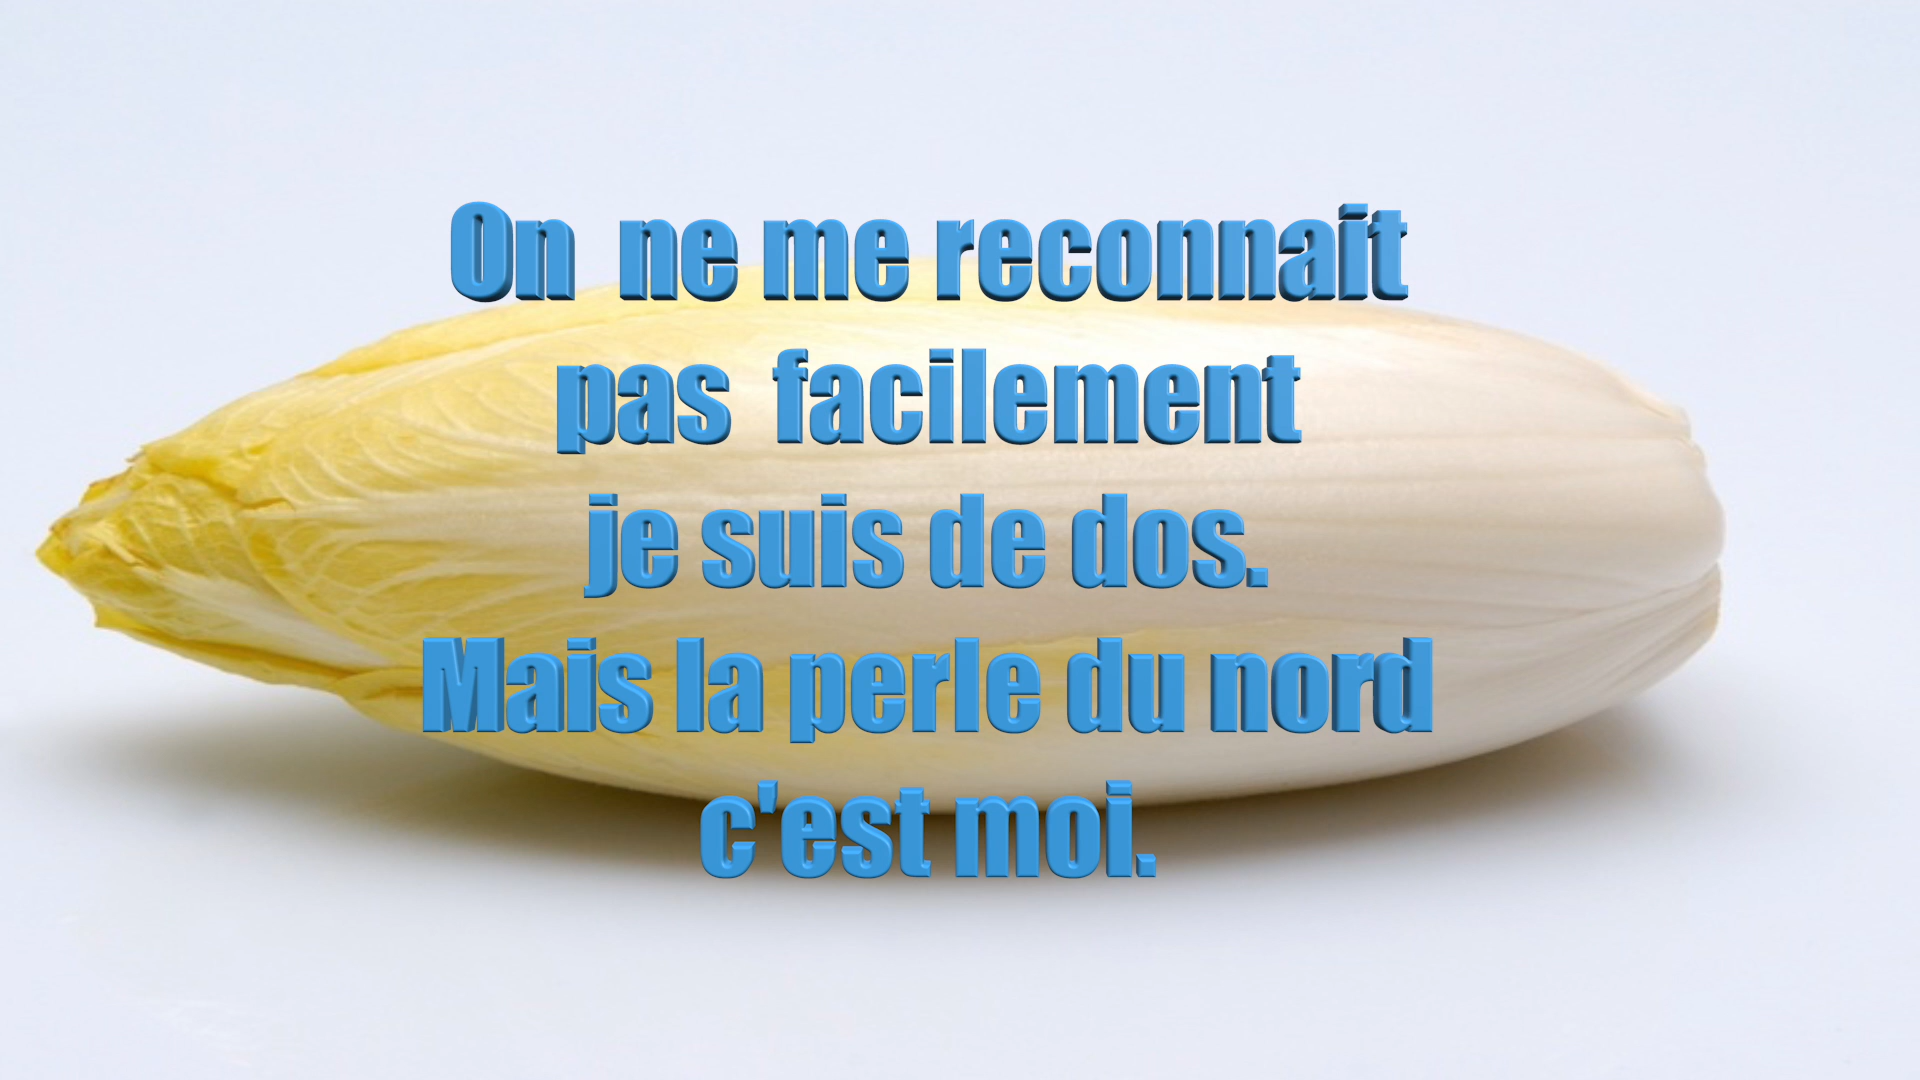 On ne me reconnait
pas facilement
je suis de dos.
Mais la perle du nord
c'est moi.